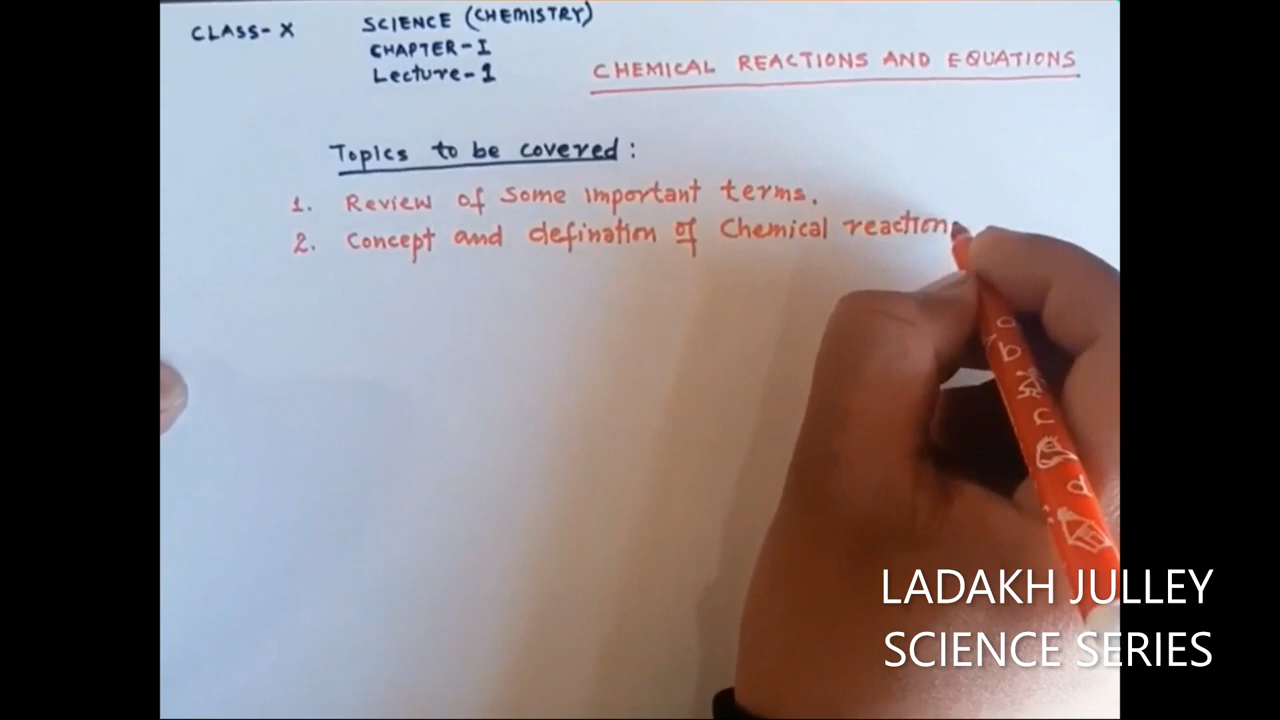 CLASS-X
SCIENCE (CHEMISTRY)
CHAPTER-I
Lecture-1
CHEMICAL REACTIONS AND EQUATIONS
Topics to be covered:
1. Review of Some important terms.
2. Concept and defination of Chemical reaction
LADAKH JULLEY
SCIENCE SERIES